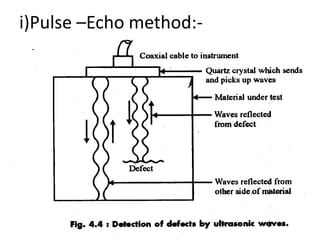 i)Pulse –Echo method:-
Coaxial cable to instrument
Quartz crystal which sends
and picks up waves
Material under test
Waves reflected
from defect
Defect
Waves reflected from
other side of material
Fig. 4.4 : Detection of defects by ultrasonic waves.